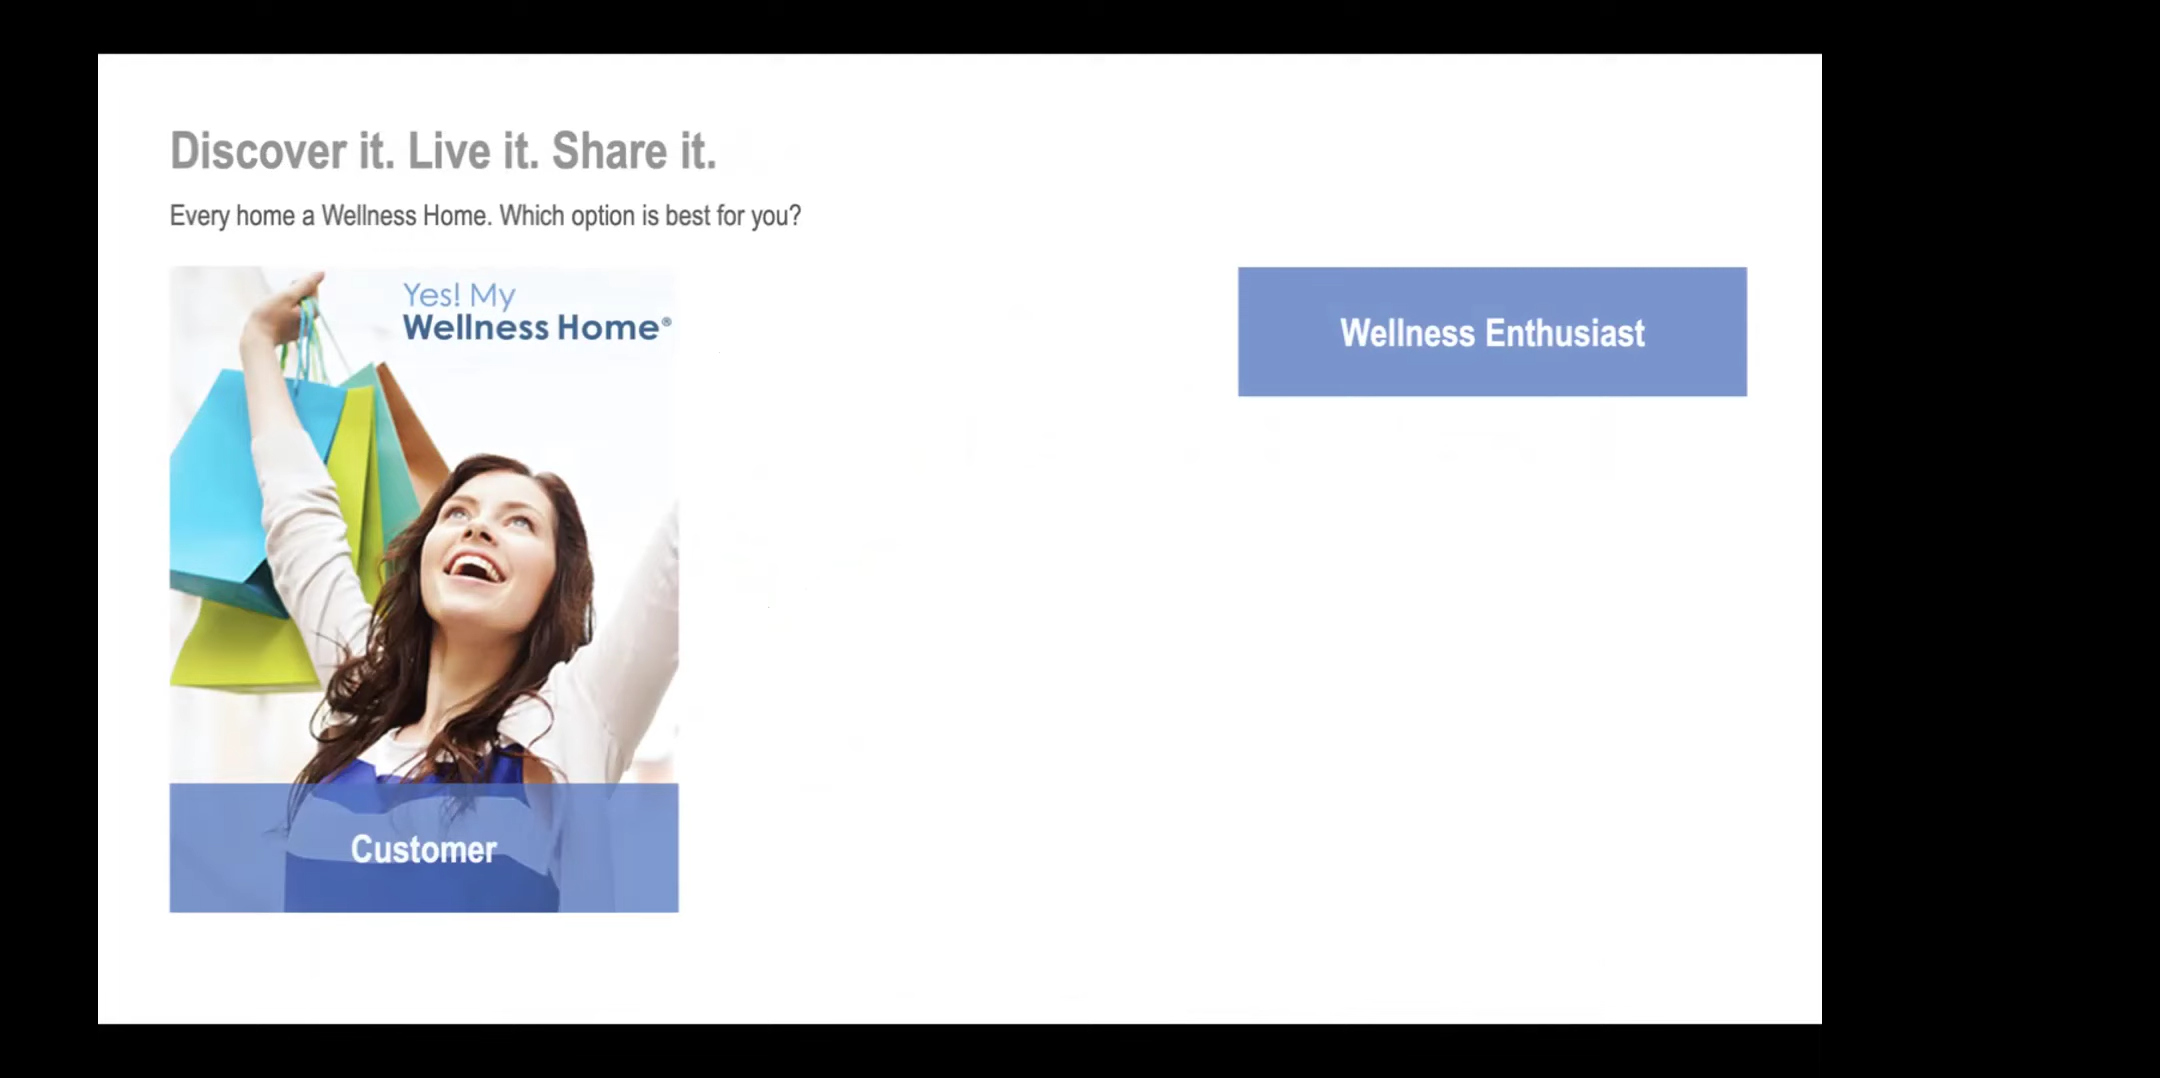 Discover it. Live it. Share it.
Every home a Wellness Home. Which option is best for you?
Yes! My
Wellness Home®
Wellness Enthusiast
Customer